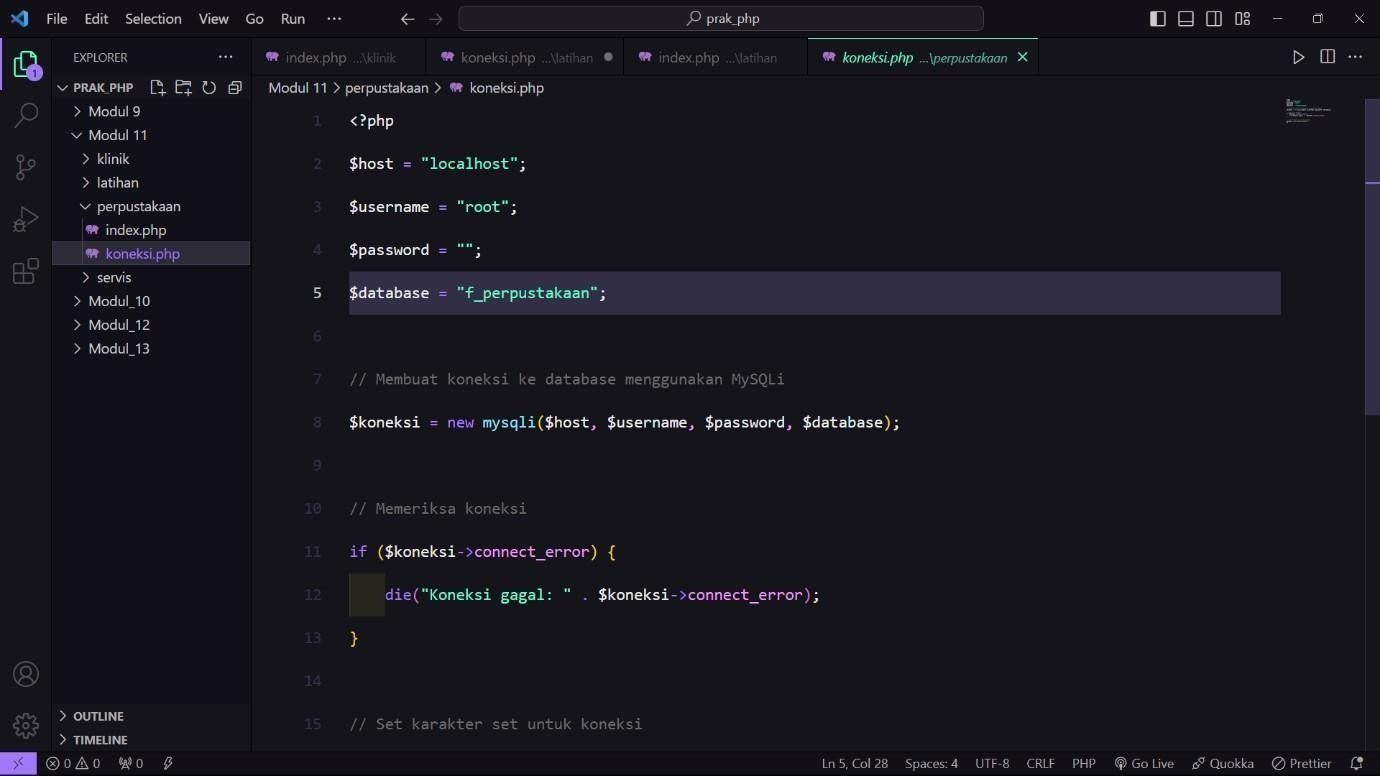 File Edit Selection View Go Run ··· prak_php
EXPLORER ···
index.php ...\klinik
koneksi.php ...\latihan
index.php ...\latihan
koneksi.php ...\perpustakaan
PRAK_PHP
Modul 9
Modul 11
klinik
latihan
perpustakaan
index.php
koneksi.php
servis
Modul_10
Modul_12
Modul_13
OUTLINE
TIMELINE
1
Modul 11 > perpustakaan > koneksi.php
1 <?php
2 $host = "localhost";
3 $username = "root";
4 $password = "";
5 $database = "f_perpustakaan";
6
7 // Membuat koneksi ke database menggunakan MySQLi
8 $koneksi = new mysqli($host, $username, $password, $database);
9
10 // Memeriksa koneksi
11 if ($koneksi->connect_error) {
12 die("Koneksi gagal: " . $koneksi->connect_error);
13 }
14
15 // Set karakter set untuk koneksi
0 0 0 Ln 5, Col 28 Spaces: 4 UTF-8 CRLF PHP Go Live Quokka Prettier